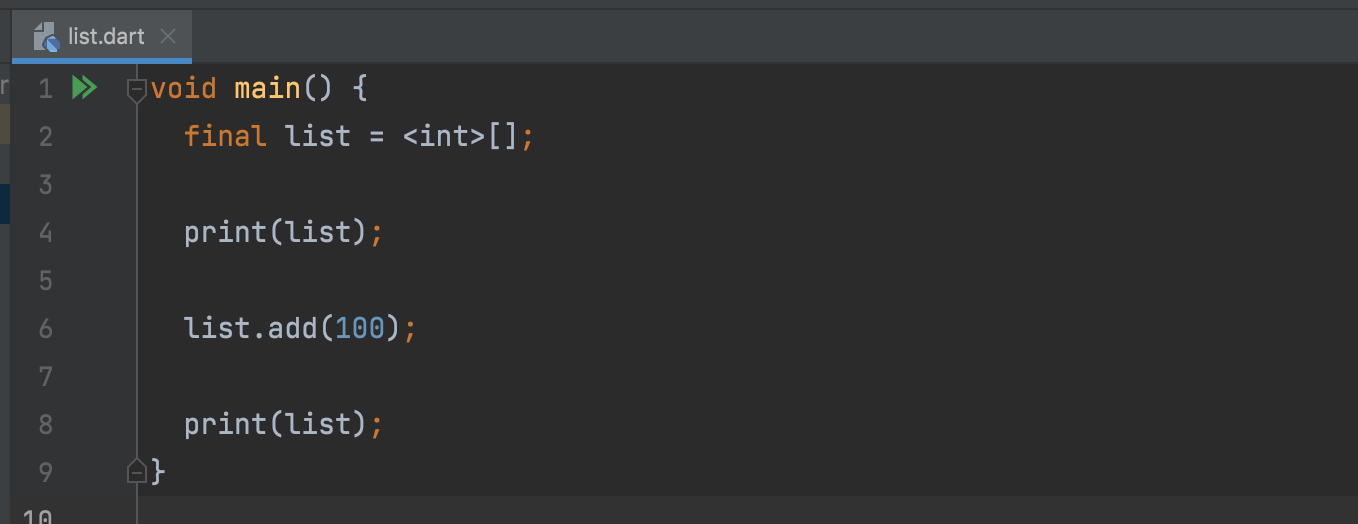 list.dart
1 void main() {
2   final list = <int>[];
3
4   print(list);
5
6   list.add(100);
7
8   print(list);
9 }
10